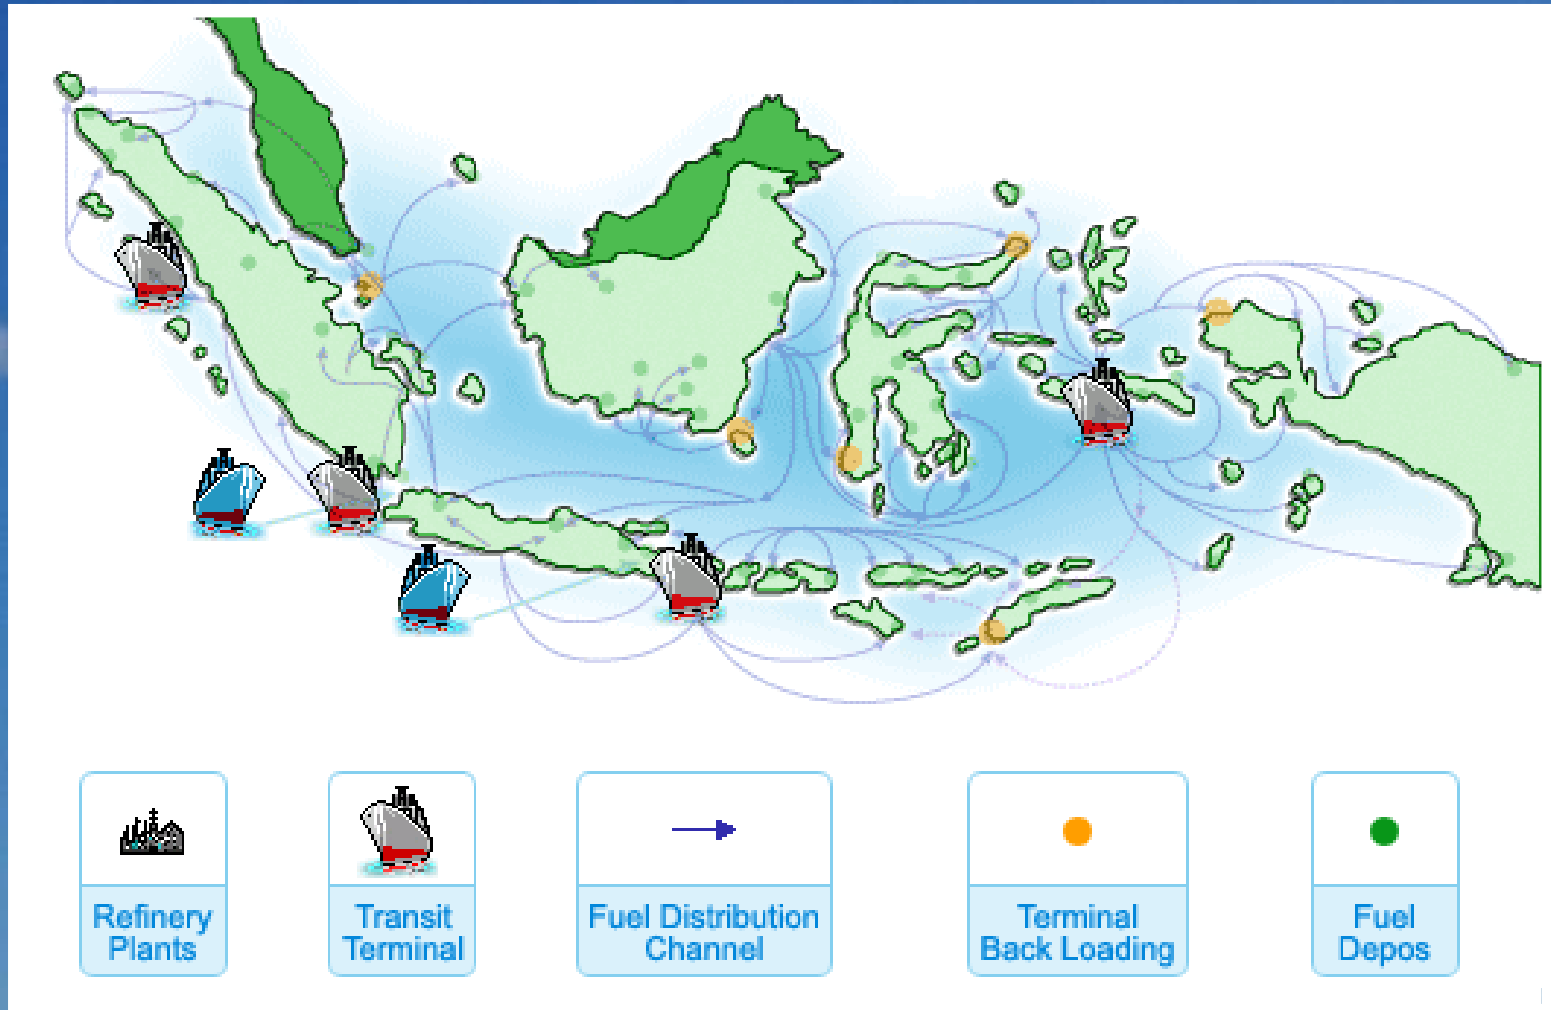 Refinery
Plants
Transit
Terminal
Fuel Distribution
Channel
Terminal
Back Loading
Fuel
Depos